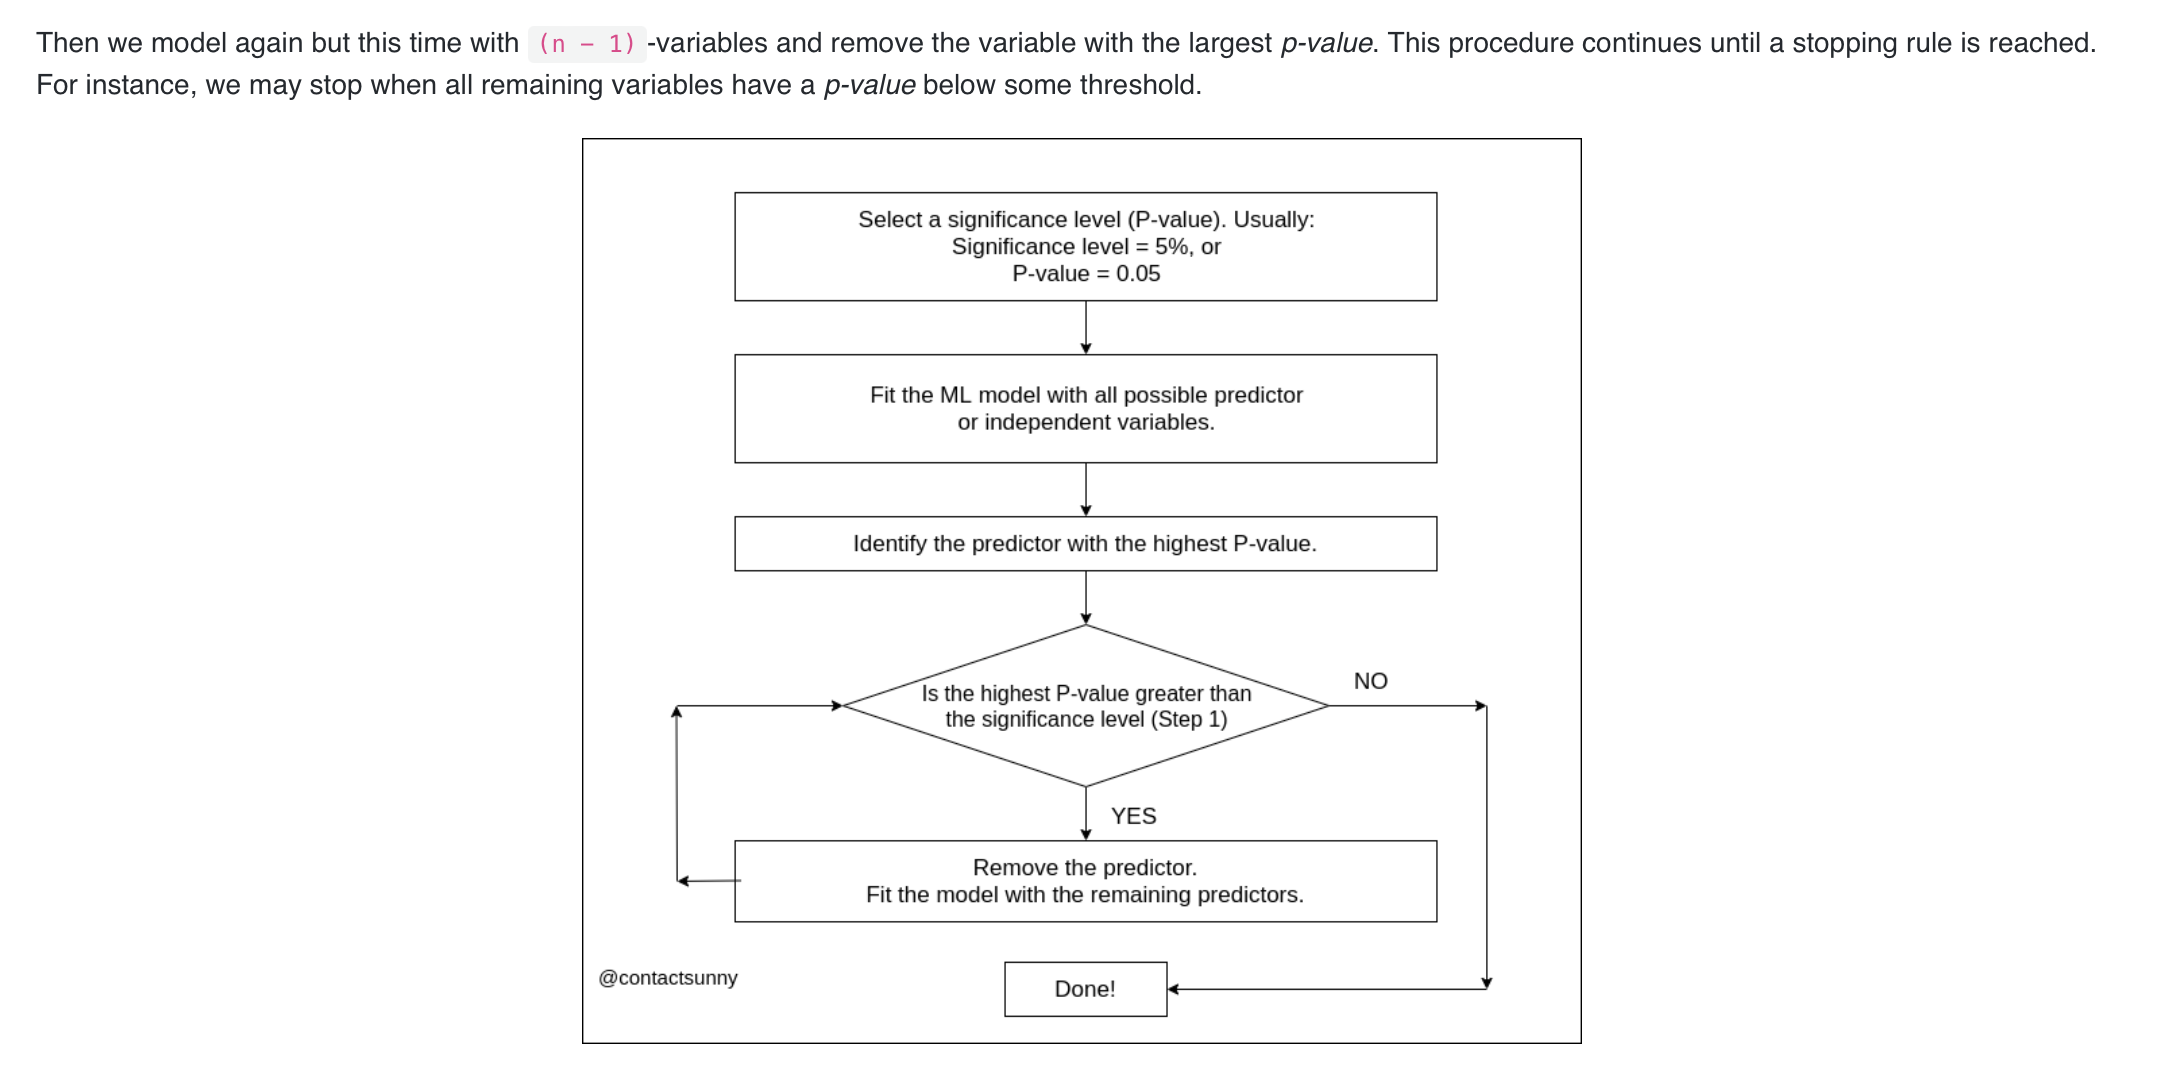 Then we model again but this time with (n - 1) -variables and remove the variable with the largest p-value. This procedure continues until a stopping rule is reached.
For instance, we may stop when all remaining variables have a p-value below some threshold.
Select a significance level (P-value). Usually:
Significance level = 5%, or
P-value = 0.05
Fit the ML model with all possible predictor
or independent variables.
Identify the predictor with the highest P-value.
Is the highest P-value greater than
the significance level (Step 1)
NO
YES
Remove the predictor.
Fit the model with the remaining predictors.
@contactsunny
Done!